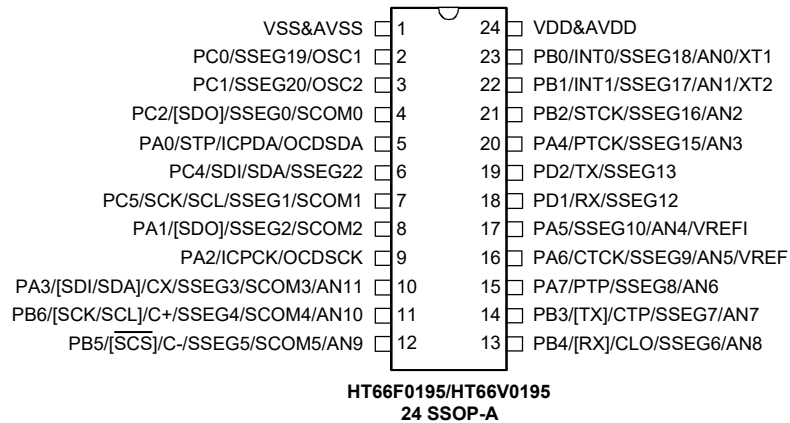 VSS&AVSS 1 24 VDD&AVDD
PC0/SSEG19/OSC1 2 23 PB0/INT0/SSEG18/AN0/XT1
PC1/SSEG20/OSC2 3 22 PB1/INT1/SSEG17/AN1/XT2
PC2/[SDO]/SSEG0/SCOM0 4 21 PB2/STCK/SSEG16/AN2
PA0/STP/ICPDA/OCDSDA 5 20 PA4/PTCK/SSEG15/AN3
PC4/SDI/SDA/SSEG22 6 19 PD2/TX/SSEG13
PC5/SCK/SCL/SSEG1/SCOM1 7 18 PD1/RX/SSEG12
PA1/[SDO]/SSEG2/SCOM2 8 17 PA5/SSEG10/AN4/VREFI
PA2/ICPCK/OCDSCK 9 16 PA6/CTCK/SSEG9/AN5/VREF
PA3/[SDI/SDA]/CX/SSEG3/SCOM3/AN11 10 15 PA7/PTP/SSEG8/AN6
PB6/[SCK/SCL]/C+/SSEG4/SCOM4/AN10 11 14 PB3/[TX]/CTP/SSEG7/AN7
PB5/[SCS]/C-/SSEG5/SCOM5/AN9 12 13 PB4/[RX]/CLO/SSEG6/AN8
HT66F0195/HT66V0195
24 SSOP-A